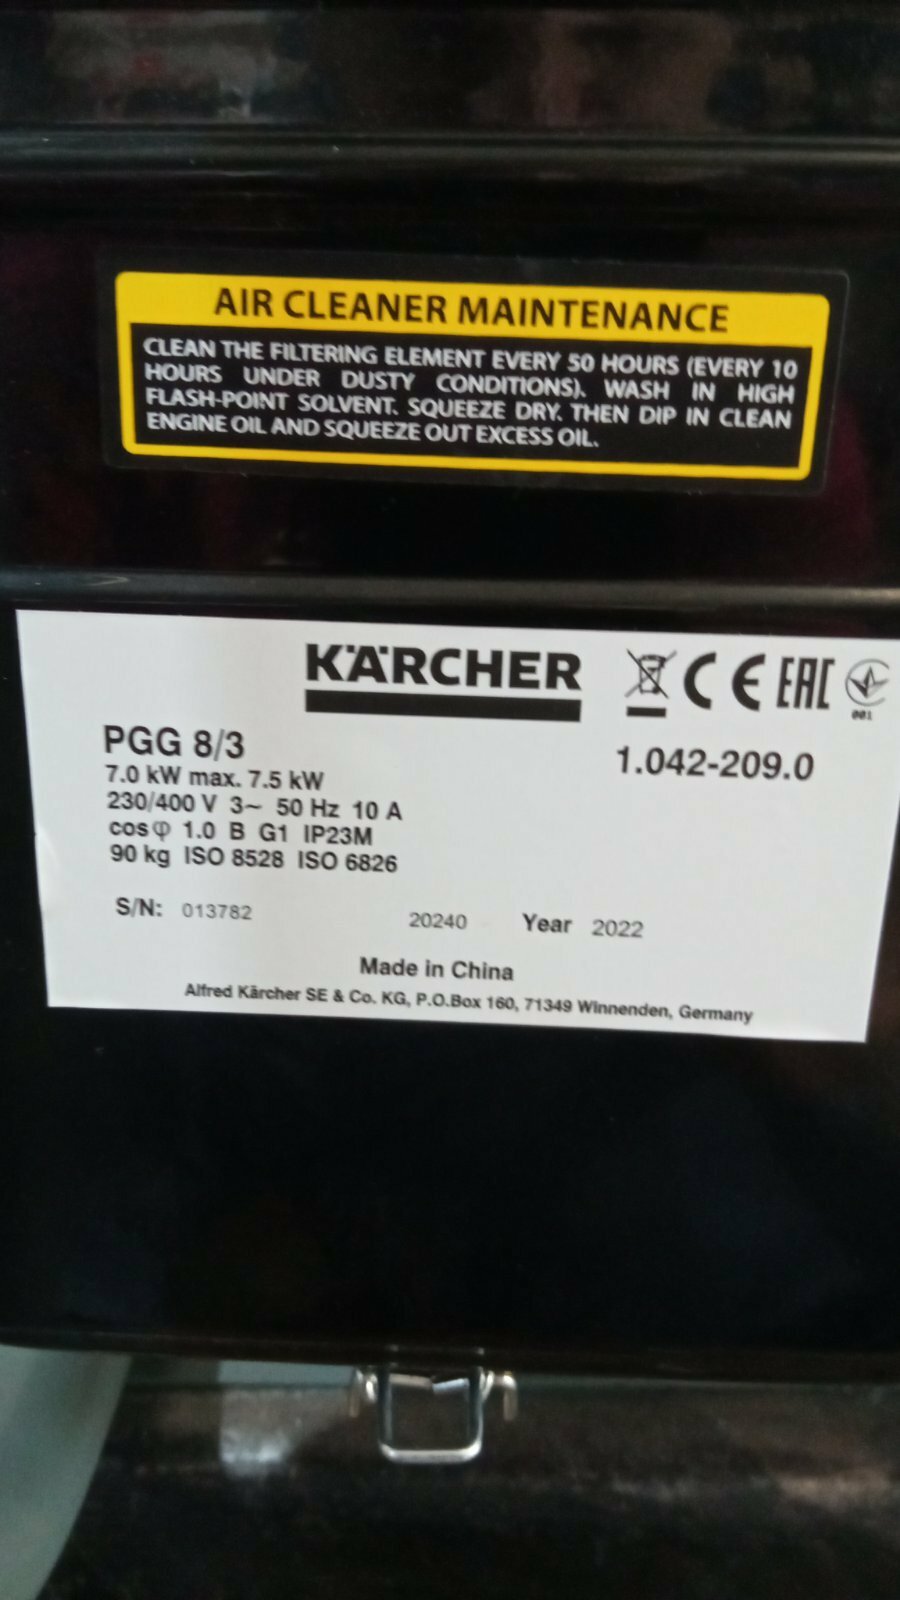 AIR CLEANER MAINTENANCE
CLEAN THE FILTERING ELEMENT EVERY 50 HOURS (EVERY 10
HOURS UNDER DUSTY CONDITIONS). WASH IN HIGH
FLASH-POINT SOLVENT. SQUEEZE DRY. THEN DIP IN CLEAN
ENGINE OIL AND SQUEEZE OUT EXCESS OIL.
KÄRCHER CE EAC
001
PGG 8/3 1.042-209.0
7.0 kW max. 7.5 kW
230/400 V 3~ 50 Hz 10 A
cos φ 1.0 B G1 IP23M
90 kg ISO 8528 ISO 6826
S/N: 013782 20240 Year 2022
Made in China
Alfred Kärcher SE & Co. KG, P.O.Box 160, 71349 Winnenden, Germany